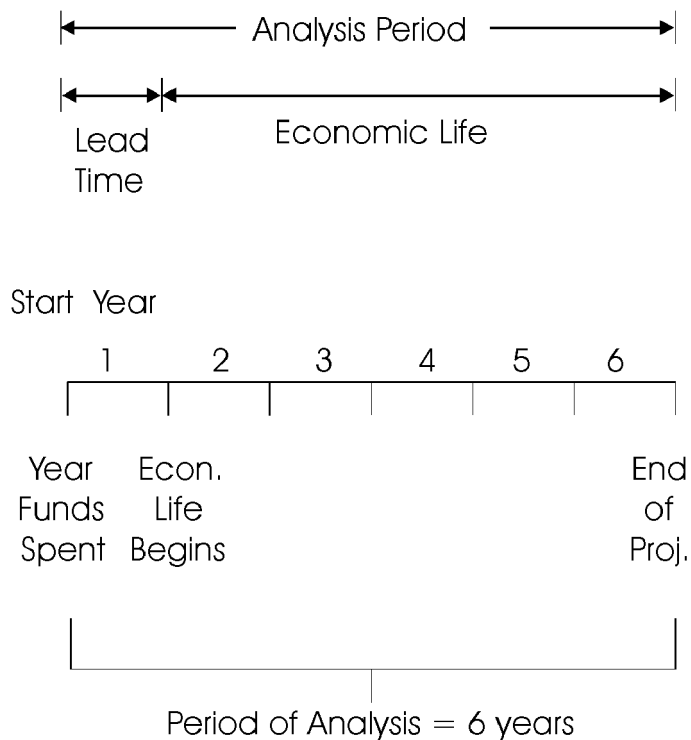 Analysis Period
Lead
Time
Economic Life
Start Year
1 2 3 4 5 6
Year
Funds
Spent
Econ.
Life
Begins
End
of
Proj.
Period of Analysis = 6 years